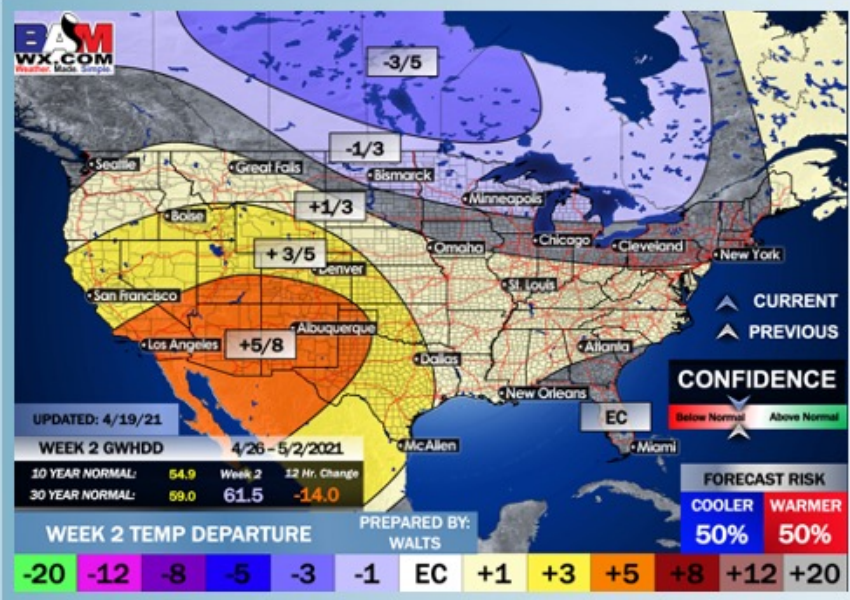 BAM
WX.COM
Weather. Made. Simple.
-3/5
-1/3
Seattle
Great Falls
Bismarck
+1/3
Minneapolis
Boise
+ 3/5
Omaha
Chicago
Cleveland
New York
Denver
St. Louis
San Francisco
CURRENT
PREVIOUS
Los Angeles
+5/8
Albuquerque
Dallas
Atlanta
CONFIDENCE
New Orleans
Below Normal
Above Normal
EC
UPDATED: 4/19/21
McAllen
Miami
WEEK 2 GWHDD 4/26 - 5/2/2021
Week 2 12 Hr. Change
10 YEAR NORMAL: 54.9
30 YEAR NORMAL: 59.0 61.5 -14.0
FORECAST RISK
COOLER WARMER
50% 50%
WEEK 2 TEMP DEPARTURE
PREPARED BY:
WALTS
-20 -12 -8 -5 -3 -1 EC +1 +3 +5 +8 +12 +20